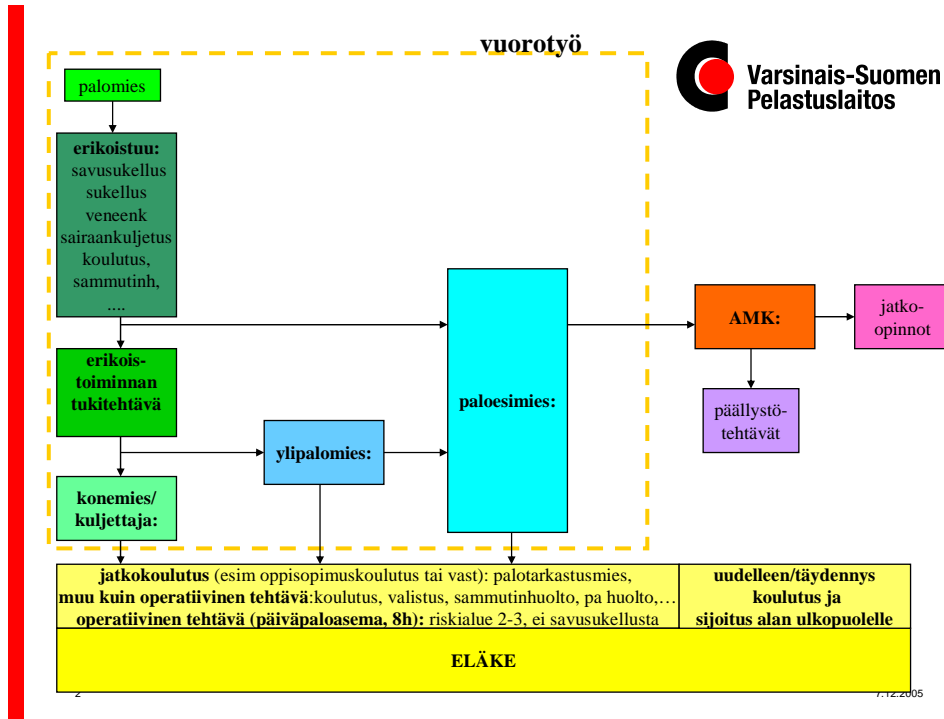 vuorotyö
Varsinais-Suomen
Pelastuslaitos
palomies
erikoistuu:
savusukellus
sukellus
veneenk
sairaankuljetus
koulutus,
sammutinh,
....
erikois-
toiminnan
tukitehtävä
konemies/
kuljettaja:
ylipalomies:
paloesimies:
AMK:
jatko-
opinnot
päällystö-
tehtävät
jatkokoulutus (esim oppisopimuskoulutus tai vast): palotarkastusmies,
muu kuin operatiivinen tehtävä:koulutus, valistus, sammutinhuolto, pa huolto,…
operatiivinen tehtävä (päiväpaloasema, 8h): riskialue 2-3, ei savusukellusta
uudelleen/täydennys
koulutus ja
sijoitus alan ulkopuolelle
ELÄKE
2
7.12.2005